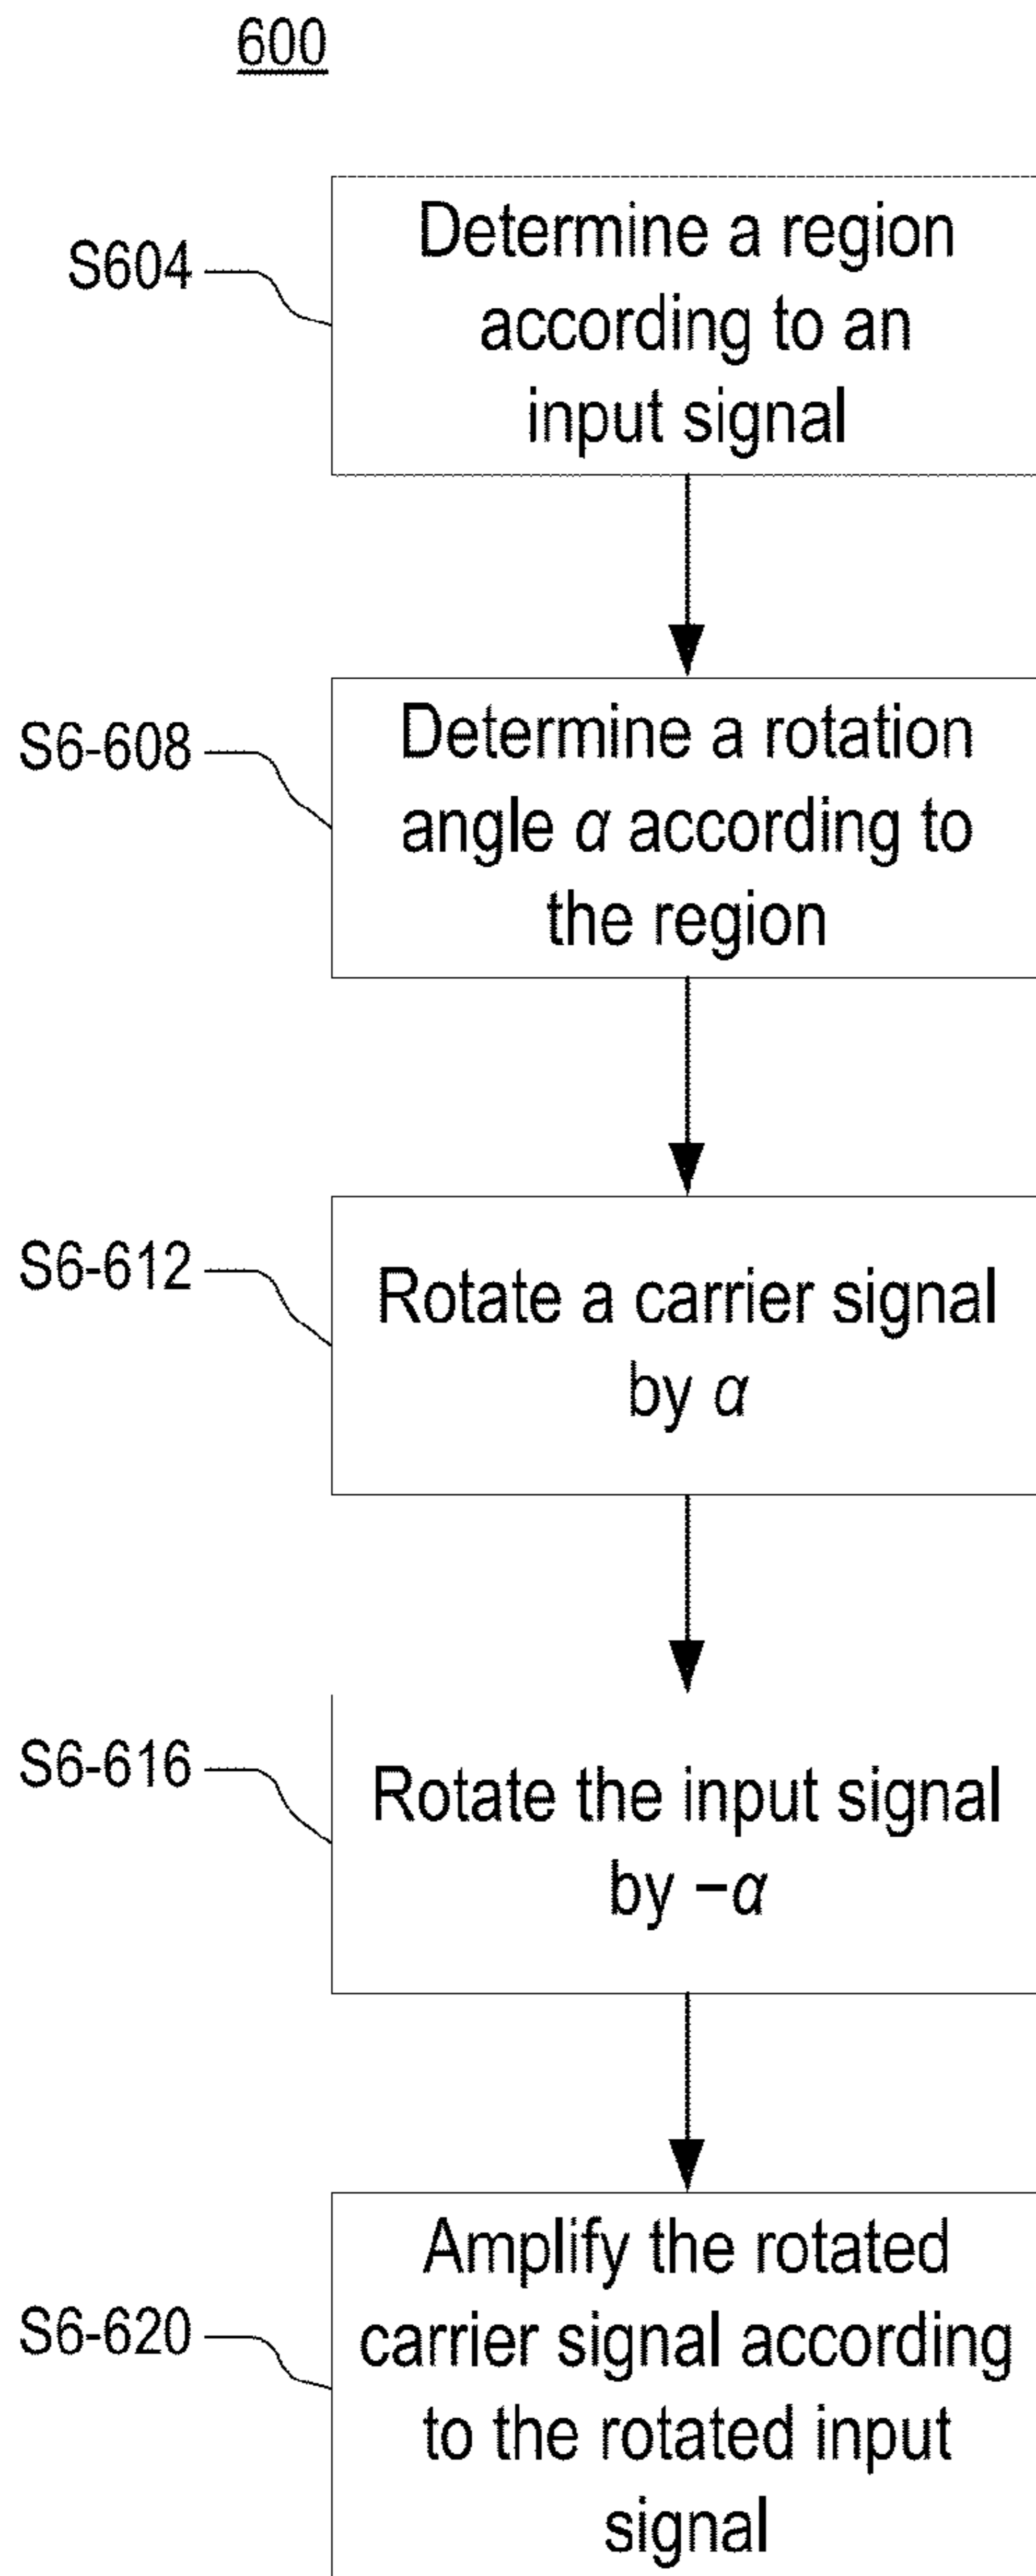 600
S604
Determine a region
according to an
input signal
S6-608
Determine a rotation
angle α according to
the region
S6-612
Rotate a carrier signal
by α
S6-616
Rotate the input signal
by −α
S6-620
Amplify the rotated
carrier signal according
to the rotated input
signal